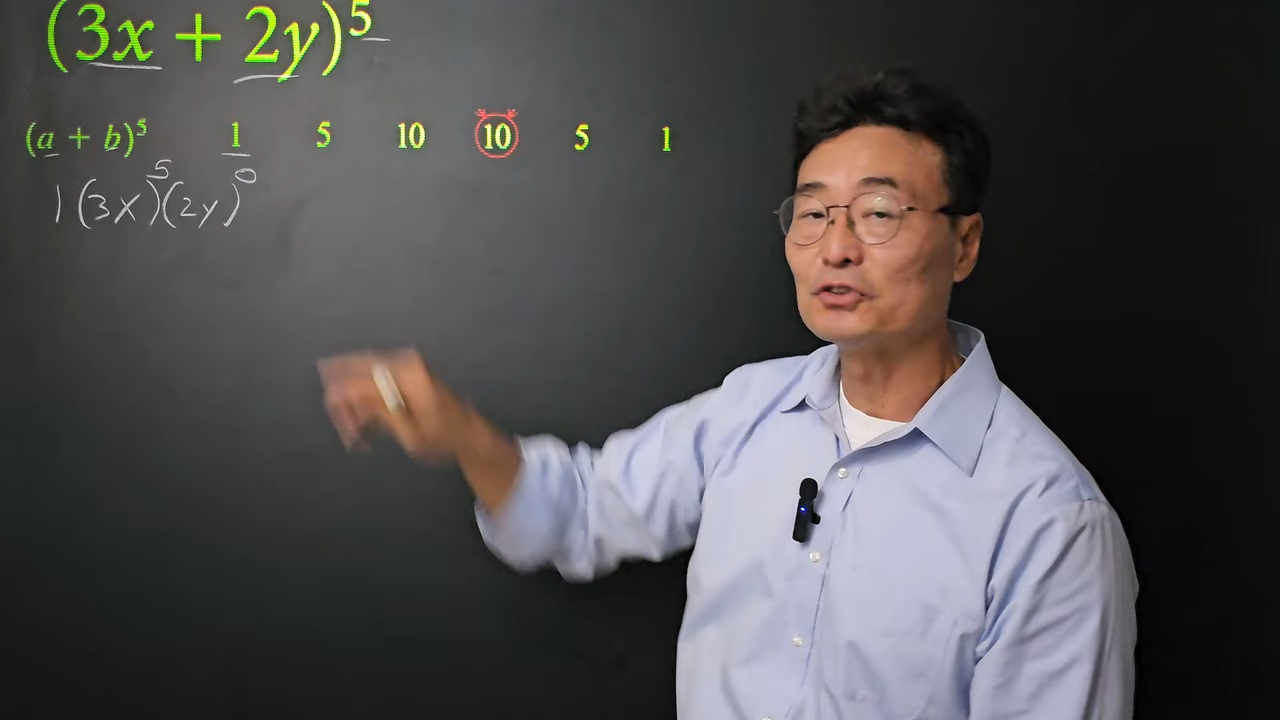 (3x + 2y)⁵
(a + b)⁵ 1 5 10 10 5 1
1(3x)⁵(2y)⁰